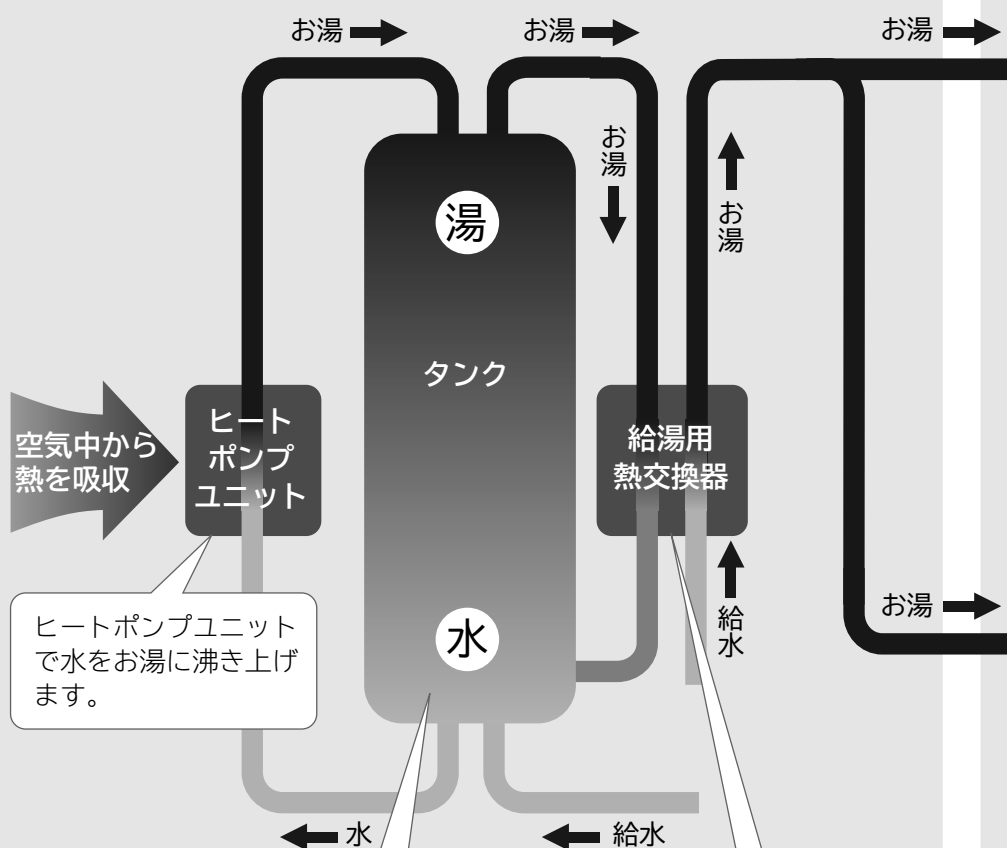 お湯
お湯
お湯
お湯
お湯
湯
タンク
空気中から
熱を吸収
ヒート
ポンプ
ユニット
給湯用
熱交換器
給水
お湯
ヒートポンプユニット
で水をお湯に沸き上げ
ます。
水
水
給水